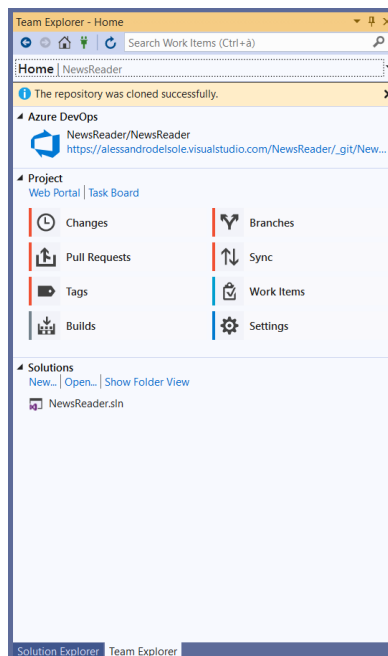 Team Explorer - Home
Search Work Items (Ctrl+à)
Home | NewsReader
The repository was cloned successfully.
Azure DevOps
NewsReader/NewsReader
https://alessandrodelsole.visualstudio.com/NewsReader/_git/New...
Project
Web Portal | Task Board
Changes
Branches
Pull Requests
Sync
Tags
Work Items
Builds
Settings
Solutions
New... | Open... | Show Folder View
NewsReader.sln
Solution Explorer Team Explorer